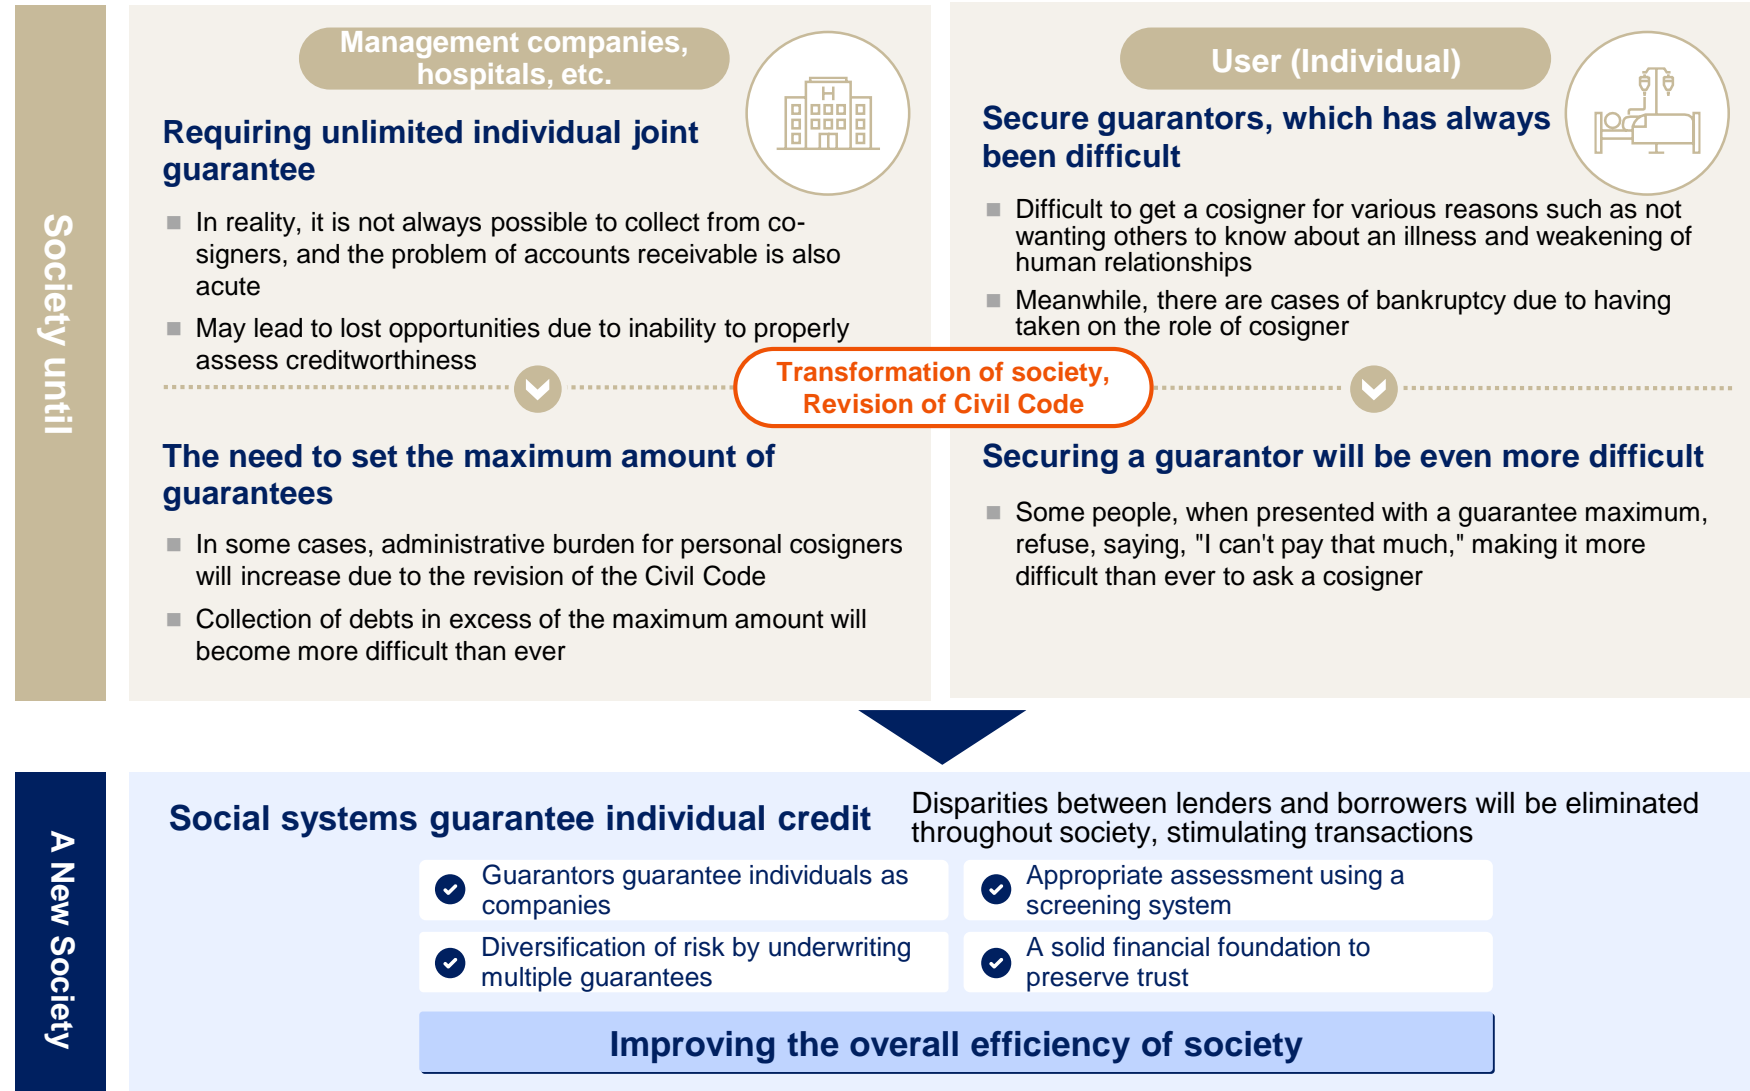 Society until
Management companies,
hospitals, etc.
Requiring unlimited individual joint
guarantee
In reality, it is not always possible to collect from co-
signers, and the problem of accounts receivable is also
acute
May lead to lost opportunities due to inability to properly
assess creditworthiness
User (Individual)
Secure guarantors, which has always
been difficult
Difficult to get a cosigner for various reasons such as not
wanting others to know about an illness and weakening of
human relationships
Meanwhile, there are cases of bankruptcy due to having
taken on the role of cosigner
Transformation of society,
Revision of Civil Code
The need to set the maximum amount of
guarantees
In some cases, administrative burden for personal cosigners
will increase due to the revision of the Civil Code
Collection of debts in excess of the maximum amount will
become more difficult than ever
Securing a guarantor will be even more difficult
Some people, when presented with a guarantee maximum,
refuse, saying, "I can't pay that much," making it more
difficult than ever to ask a cosigner
A New Society
Social systems guarantee individual credit
Disparities between lenders and borrowers will be eliminated
throughout society, stimulating transactions
Guarantors guarantee individuals as
companies
Appropriate assessment using a
screening system
Diversification of risk by underwriting
multiple guarantees
A solid financial foundation to
preserve trust
Improving the overall efficiency of society
H